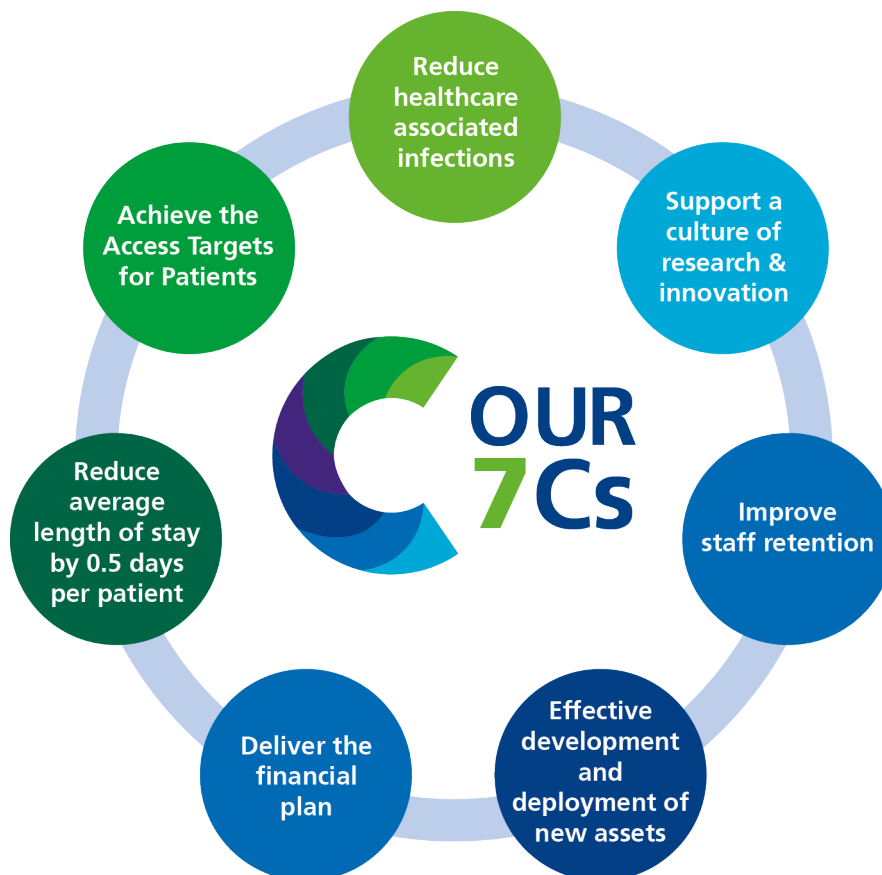 Reduce
healthcare
associated
infections
Support a
culture of
research &
innovation
Improve
staff retention
Effective
development
and
deployment of
new assets
Deliver the
financial
plan
Reduce
average
length of stay
by 0.5 days
per patient
Achieve the
Access Targets
for Patients
OUR
7Cs